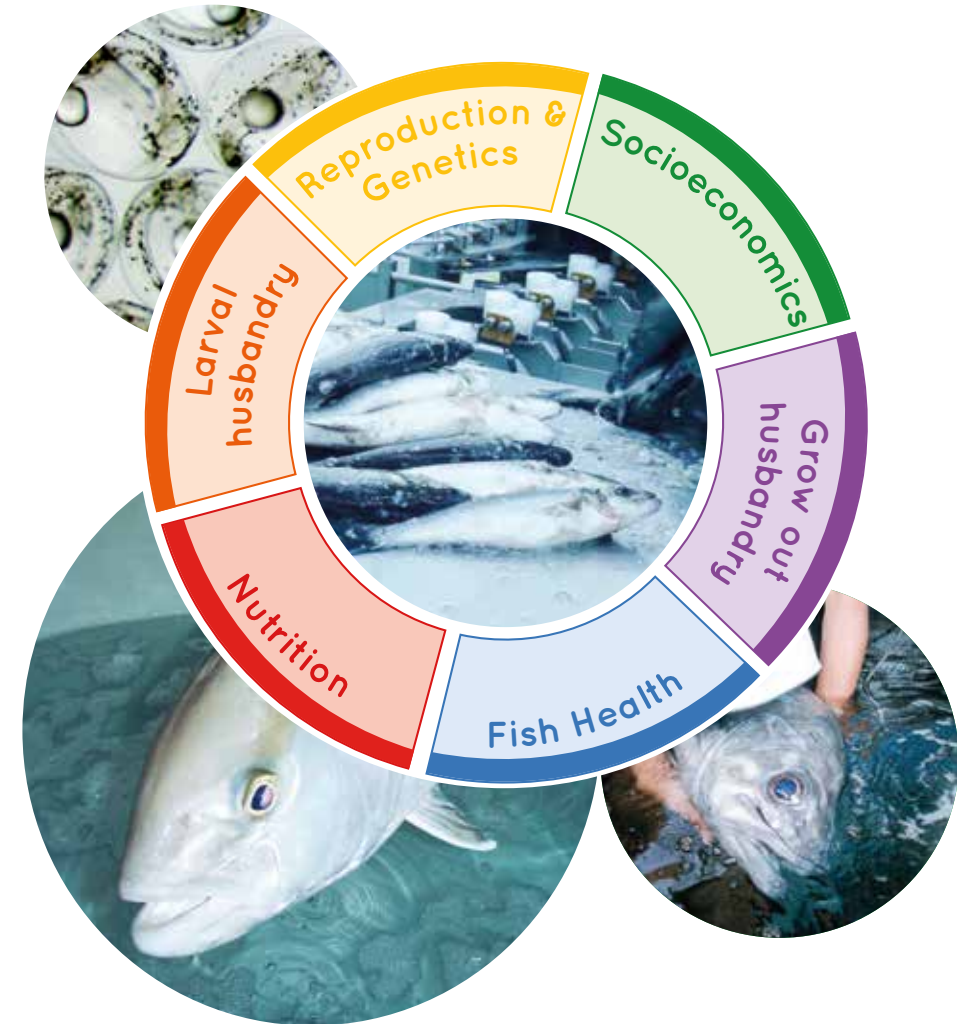 Reproduction &
Genetics
Socioeconomics
Grow out
husbandry
Fish Health
Nutrition
Larval
husbandry